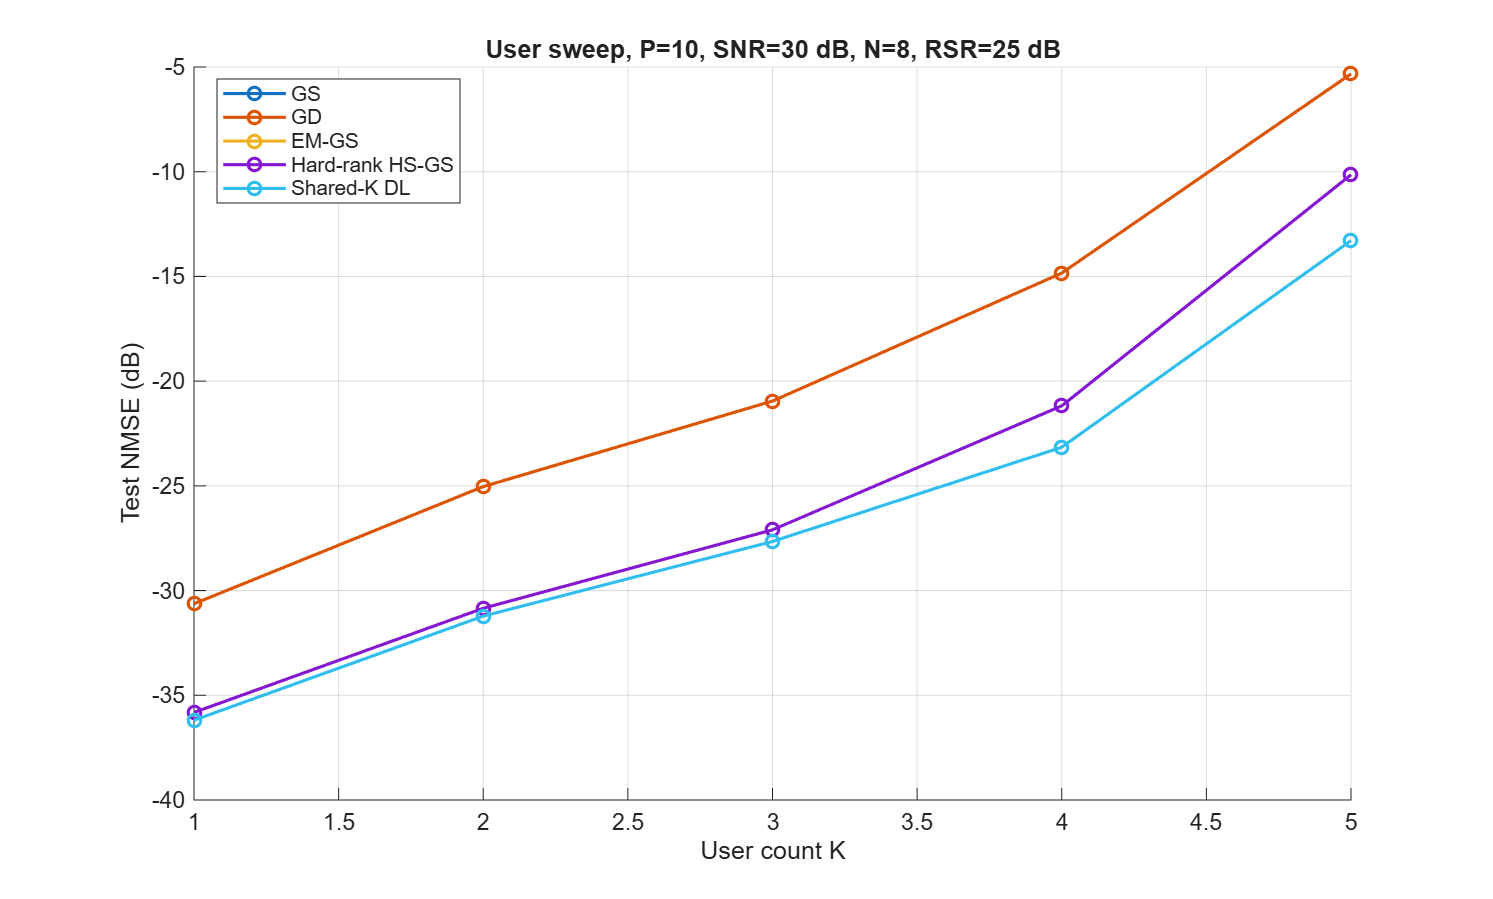 User sweep, P=10, SNR=30 dB, N=8, RSR=25 dB
GS
GD
EM-GS
Hard-rank HS-GS
Shared-K DL
-5
-10
-15
-20
-25
-30
-35
-40
Test NMSE (dB)
1 1.5 2 2.5 3 3.5 4 4.5 5
User count K